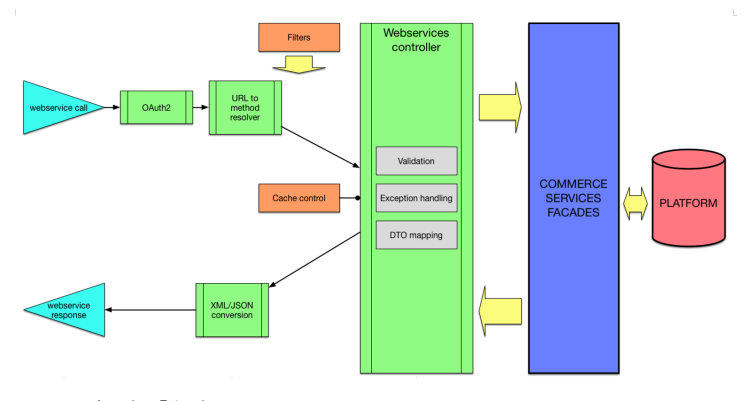 Filters
Webservices
controller
webservice call
OAuth2
URL to
method
resolver
Validation
Cache control
Exception handling
DTO mapping
COMMERCE
SERVICES
FACADES
PLATFORM
webservice
response
XML/JSON
conversion